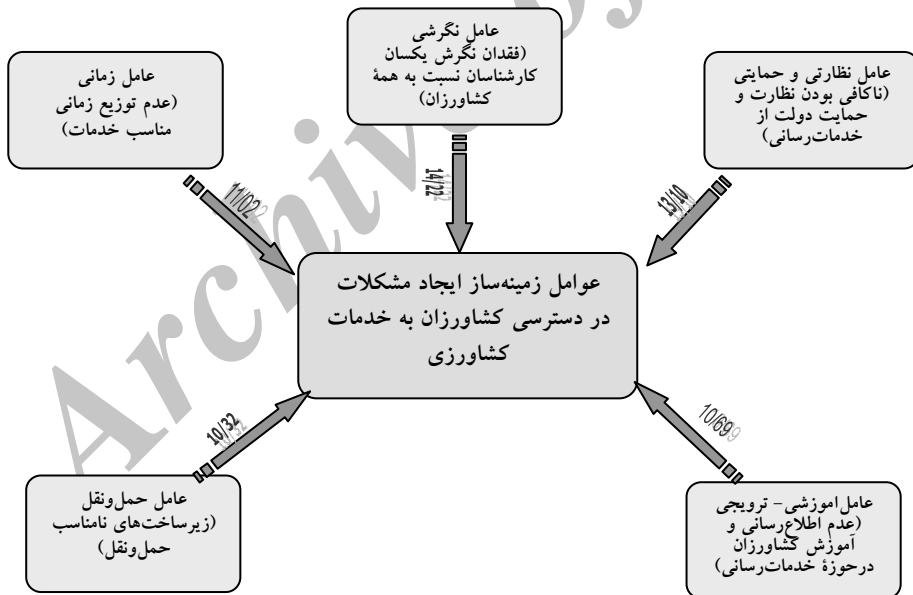 عامل نگرشی
(فقدان نگرش یکسان
کارشناسان نسبت به همهٔ
کشاورزان)
عامل نظارتی و حمایتی
(ناکافی بودن نظارت و
حمایت دولت از
خدمات‌رسانی)
عامل زمانی
(عدم توزیع زمانی
مناسب خدمات)
13/10
14/22
11/02
عوامل زمینه‌ساز ایجاد مشکلات
در دسترسی کشاورزان به خدمات
کشاورزی
10/69
10/32
عامل اموزشی- ترویجی
(عدم اطلاع‌رسانی و
آموزش کشاورزان
درحوزهٔ خدمات‌رسانی)
عامل حمل‌ونقل
(زیرساخت‌های نامناسب
حمل‌ونقل)